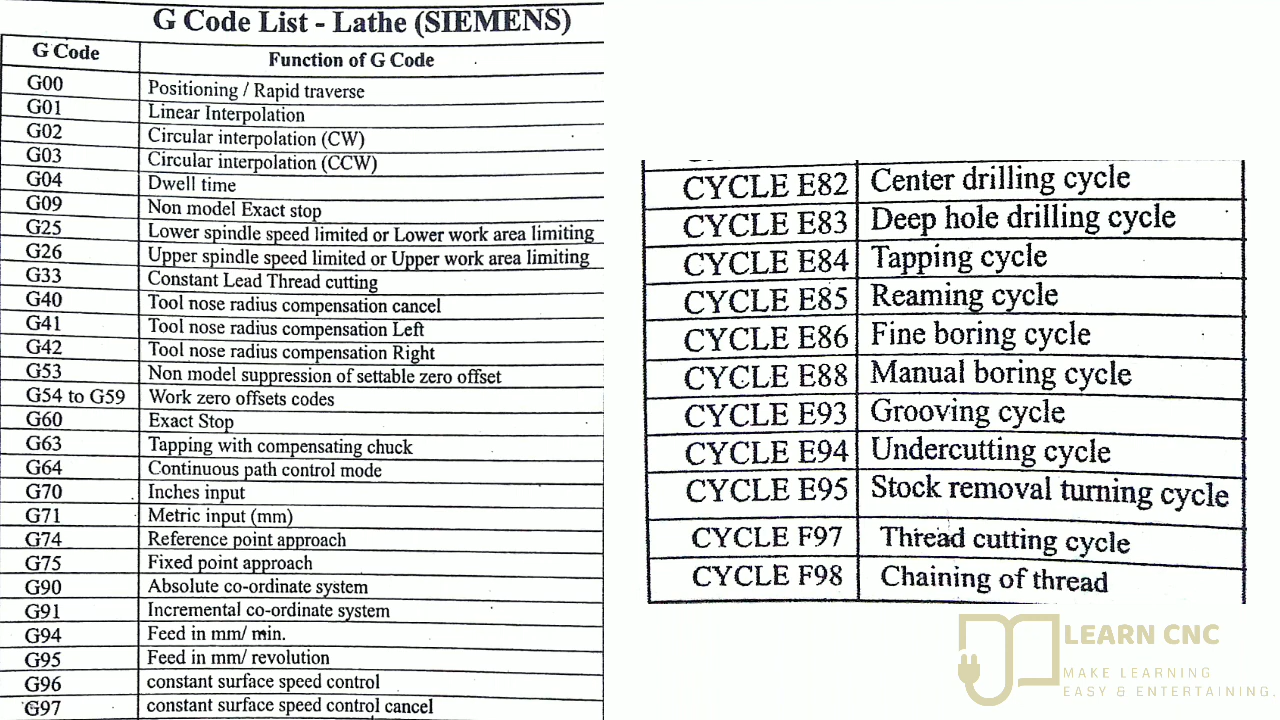 G Code List - Lathe (SIEMENS)
G Code Function of G Code
G00 Positioning / Rapid traverse
G01 Linear Interpolation
G02 Circular interpolation (CW)
G03 Circular interpolation (CCW)
G04 Dwell time
G09 Non model Exact stop
G25 Lower spindle speed limited or Lower work area limiting
G26 Upper spindle speed limited or Upper work area limiting
G33 Constant Lead Thread cutting
G40 Tool nose radius compensation cancel
G41 Tool nose radius compensation Left
G42 Tool nose radius compensation Right
G53 Non model suppression of settable zero offset
G54 to G59 Work zero offsets codes
G60 Exact Stop
G63 Tapping with compensating chuck
G64 Continuous path control mode
G70 Inches input
G71 Metric input (mm)
G74 Reference point approach
G75 Fixed point approach
G90 Absolute co-ordinate system
G91 Incremental co-ordinate system
G94 Feed in mm/ min.
G95 Feed in mm/ revolution
G96 constant surface speed control
G97 constant surface speed control cancel
CYCLE E82 Center drilling cycle
CYCLE E83 Deep hole drilling cycle
CYCLE E84 Tapping cycle
CYCLE E85 Reaming cycle
CYCLE E86 Fine boring cycle
CYCLE E88 Manual boring cycle
CYCLE E93 Grooving cycle
CYCLE E94 Undercutting cycle
CYCLE E95 Stock removal turning cycle
CYCLE F97 Thread cutting cycle
CYCLE F98 Chaining of thread
LEARN CNC
MAKE LEARNING
EASY & ENTERTAINING.